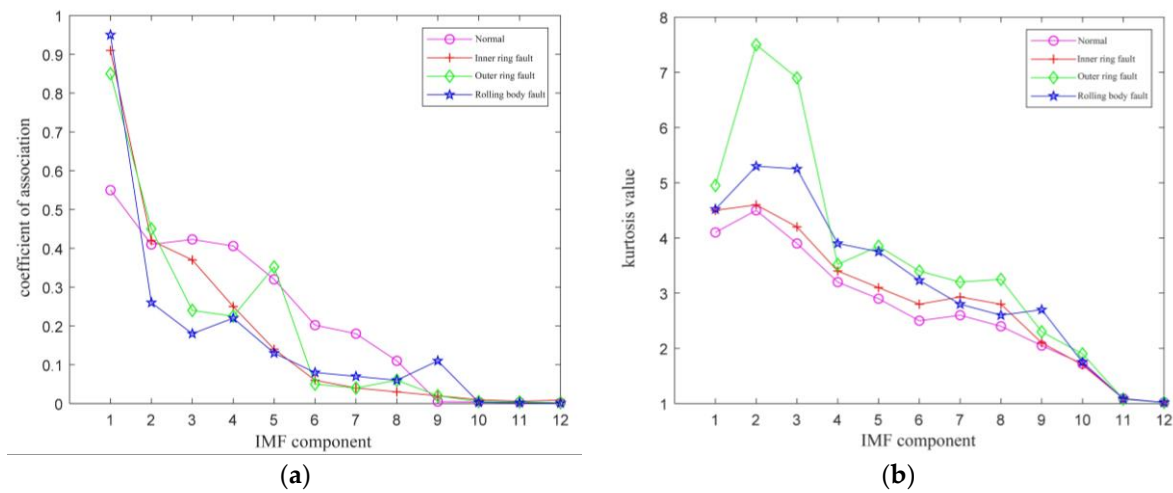 1
0.9
0.8
0.7
0.6
0.5
0.4
0.3
0.2
0.1
0
coefficient of association
Normal
Inner ring fault
Outer ring fault
Rolling body fault
1 2 3 4 5 6 7 8 9 10 11 12
IMF component
(a)
8
7
6
5
4
3
2
1
kurtosis value
Normal
Inner ring fault
Outer ring fault
Rolling body fault
1 2 3 4 5 6 7 8 9 10 11 12
IMF component
(b)